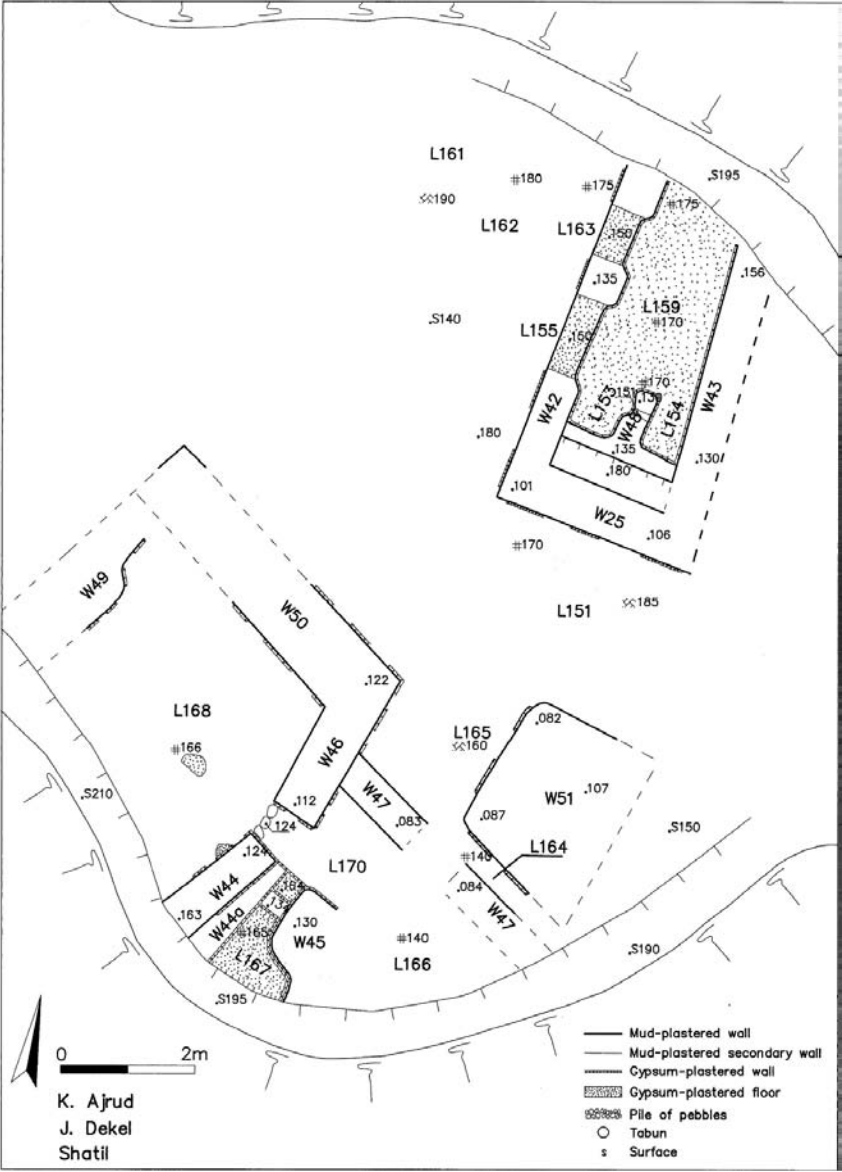 L161
#180
#175
S195
190
#175
L162
L163
150
156
135
L159
#170
S140
L155
150
#170
151
139
L153
W48
L154
W43
W42
135
180
180
130
101
W25
106
#170
185
L151
W49
W50
122
L168
L165
082
160
#166
W46
107
W51
087
112
W47
083
S210
124
L164
S150
124
L170
#140
W44
084
164
W47
134
163
W44a
130
#165
W45
#140
L167
L166
S190
S195
0 2m
K. Ajrud
J. Dekel
Shatil
Mud-plastered wall
Mud-plastered secondary wall
Gypsum-plastered wall
Gypsum-plastered floor
Pile of pebbles
Tabun
s Surface